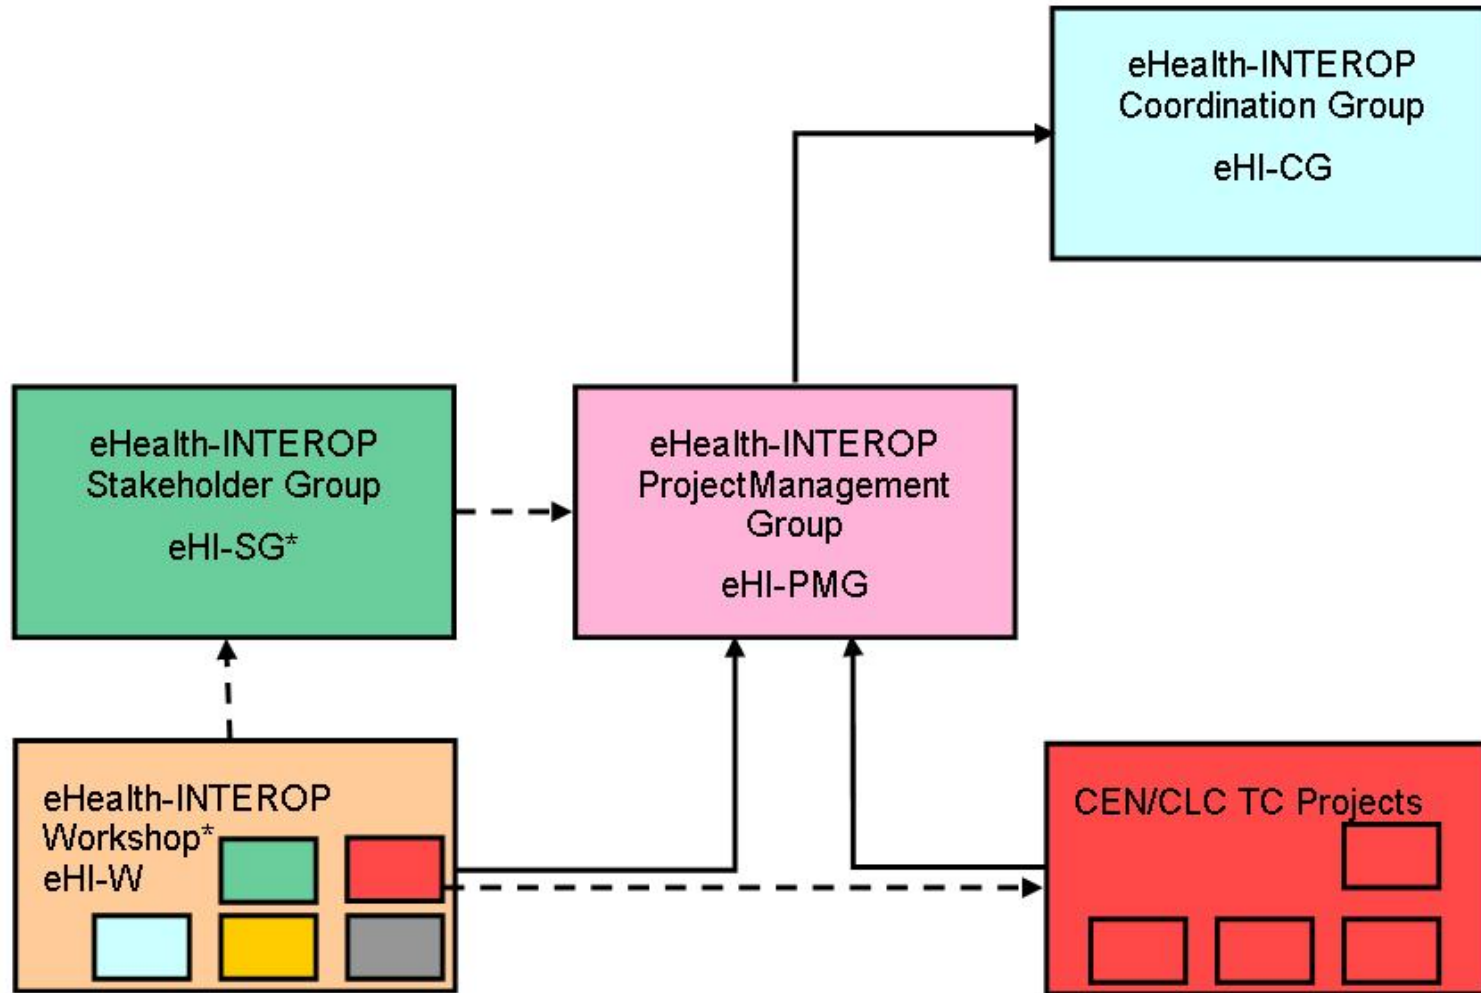 eHealth-INTEROP
Coordination Group
eHI-CG
eHealth-INTEROP
Stakeholder Group
eHI-SG*
eHealth-INTEROP
ProjectManagement
Group
eHI-PMG
eHealth-INTEROP
Workshop*
eHI-W
CEN/CLC TC Projects